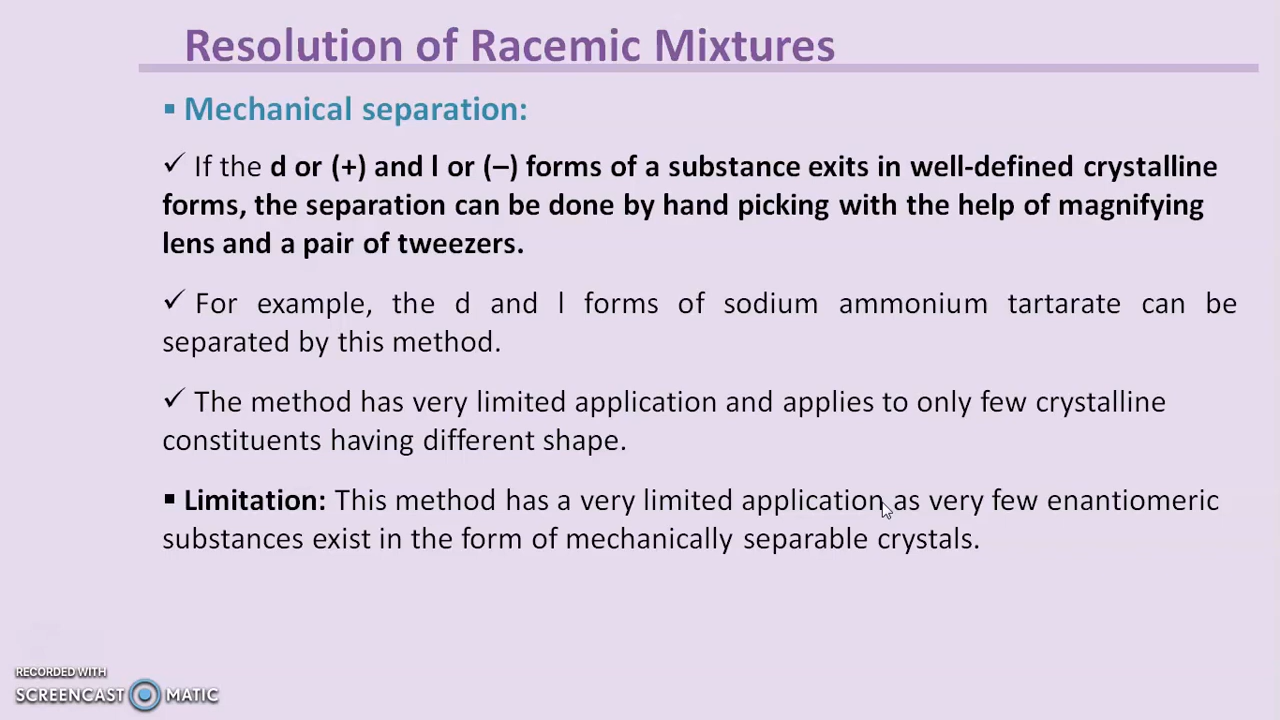 Resolution of Racemic Mixtures
▪ Mechanical separation:
✓ If the d or (+) and l or (–) forms of a substance exits in well-defined crystalline
forms, the separation can be done by hand picking with the help of magnifying
lens and a pair of tweezers.
✓ For example, the d and l forms of sodium ammonium tartarate can be
separated by this method.
✓ The method has very limited application and applies to only few crystalline
constituents having different shape.
▪ Limitation: This method has a very limited application as very few enantiomeric
substances exist in the form of mechanically separable crystals.
RECORDED WITH
SCREENCAST MATIC